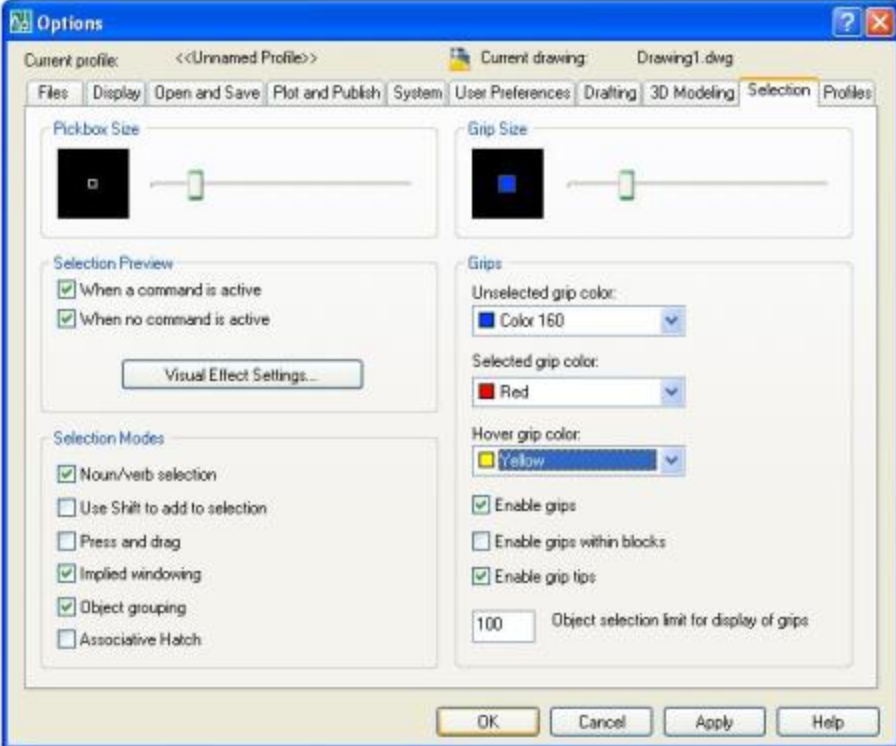 Options
Current profile: <<Unnamed Profile>> Current drawing: Drawing1.dwg
Files Display Open and Save Plot and Publish System User Preferences Drafting 3D Modeling Selection Profiles
Pickbox Size
Grip Size
Selection Preview
When a command is active
When no command is active
Visual Effect Settings...
Selection Modes
Noun/verb selection
Use Shift to add to selection
Press and drag
Implied windowing
Object grouping
Associative Hatch
Grips
Unselected grip color:
Color 160
Selected grip color:
Red
Hover grip color:
Yellow
Enable grips
Enable grips within blocks
Enable grip tips
100 Object selection limit for display of grips
OK Cancel Apply Help